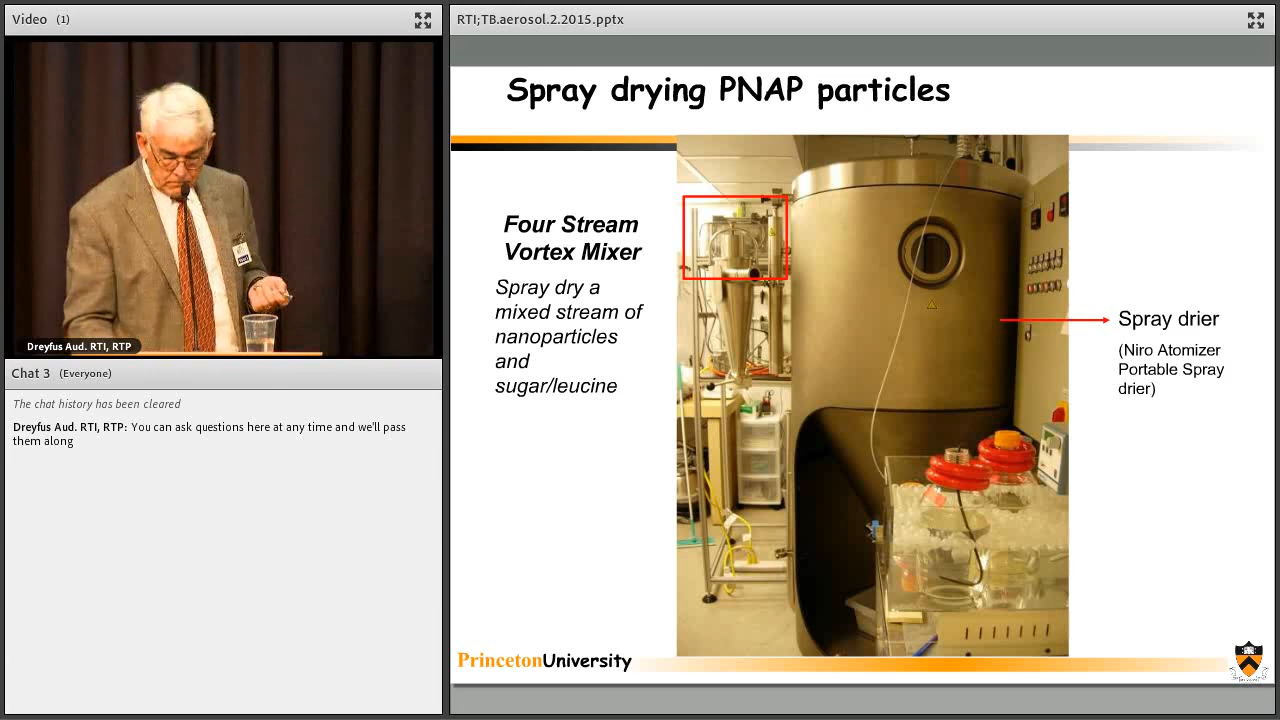 Video (1)
Dreyfus Aud. RTI, RTP
Chat 3 (Everyone)
The chat history has been cleared
Dreyfus Aud. RTI, RTP: You can ask questions here at any time and we'll pass
them along
RTI;TB.aerosol.2.2015.pptx
Spray drying PNAP particles
Four Stream
Vortex Mixer
Spray dry a
mixed stream of
nanoparticles
and
sugar/leucine
Spray drier
(Niro Atomizer
Portable Spray
drier)
PrincetonUniversity